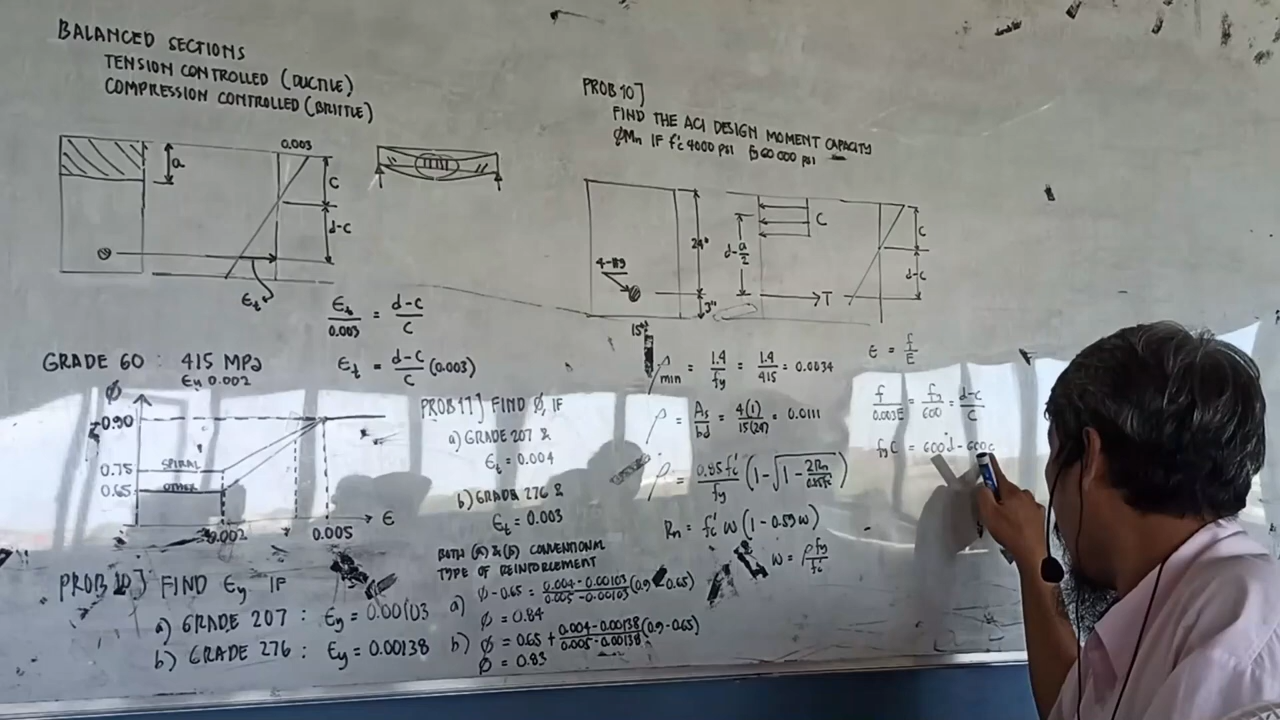 BALANCED SECTIONS
TENSION CONTROLLED (DUCTILE)
COMPRESSION CONTROLLED (BRITTLE)
a
0.003
c
d-c
ϵt
ϵt/0.003 = (d-c)/c
ϵt = (d-c)/c (0.003)
GRADE 60 : 415 MPa
ϵy 0.002
ϕ
0.90
0.75
SPIRAL
0.65
OTHER
0.002
0.005
ϵ
FIND ϵy IF
a) GRADE 207 : ϵy = 0.00103
b) GRADE 276 : ϵy = 0.00138
PROB 11] FIND ϕ, IF
a) GRADE 207 &
ϵt = 0.004
b) GRADE 276 &
ϵt = 0.003
BOTH (a) & (b) CONVENTIONAL
TYPE OF REINFORCEMENT
a) ϕ-0.65 = (0.004-0.00103)/(0.005-0.00103) (0.9-0.65)
ϕ = 0.84
b) ϕ = 0.65 + (0.004-0.00138)/(0.005-0.00138) (0.9-0.65)
ϕ = 0.83
PROB 10]
FIND THE ACI DESIGN MOMENT CAPACITY
ϕMn IF f'c 4000 psi fy 60 000 psi
24"
4-#9
3"
15"
d-a/2
C
T
c
d-c
ρmin = 1.4/fy = 1.4/415 = 0.0034
ρ = As/bd = 4(1)/15(24) = 0.0111
ρ = 0.85fc'/fy (1-√(1-2Rn/0.85fc'))
Rn = fc' ω (1-0.59ω)
ω = ρfy/fc'
ϵ = f/E
f/0.003E = fs/600 = (d-c)/c
fsc = 600d-600c